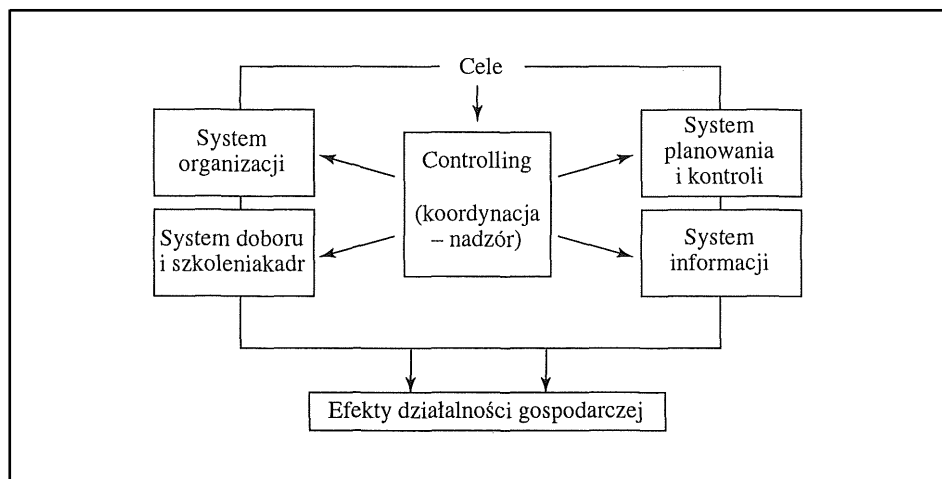 Cele
System
organizacji
Controlling
(koordynacja
– nadzór)
System
planowania
i kontroli
System doboru
i szkoleniakadr
System
informacji
Efekty działalności gospodarczej